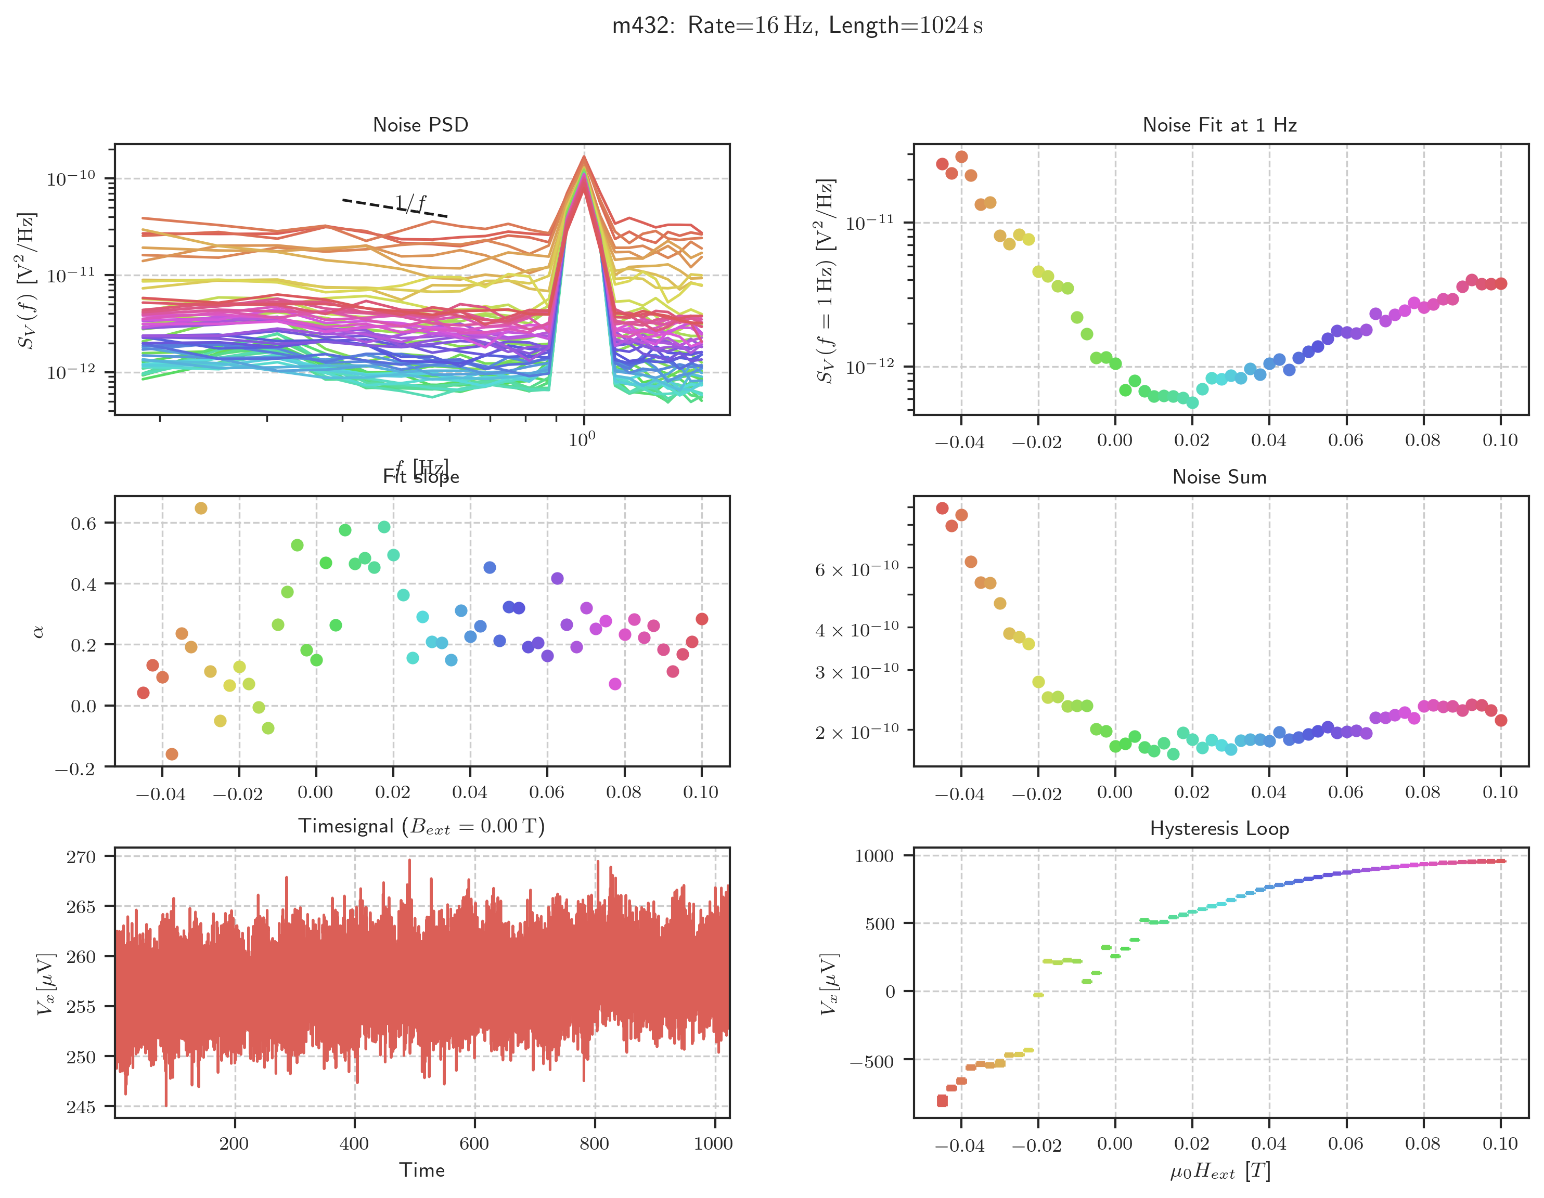 m432: Rate=16 Hz, Length=1024 s
Noise PSD
S_V(f) [V²/Hz]
10⁻¹⁰
10⁻¹¹
10⁻¹²
1/f
10⁰
f [Hz]
Noise Fit at 1 Hz
S_V(f = 1 Hz) [V²/Hz]
10⁻¹¹
10⁻¹²
−0.04 −0.02 0.00 0.02 0.04 0.06 0.08 0.10
Fit slope
α
0.6
0.4
0.2
0.0
−0.2
−0.04 −0.02 0.00 0.02 0.04 0.06 0.08 0.10
Noise Sum
6 × 10⁻¹⁰
4 × 10⁻¹⁰
3 × 10⁻¹⁰
2 × 10⁻¹⁰
−0.04 −0.02 0.00 0.02 0.04 0.06 0.08 0.10
Timesignal (B_ext = 0.00 T)
V_x [μV]
270
265
260
255
250
245
200 400 600 800 1000
Time
Hysteresis Loop
V_x [μV]
1000
500
0
−500
−0.04 −0.02 0.00 0.02 0.04 0.06 0.08 0.10
μ₀H_ext [T]